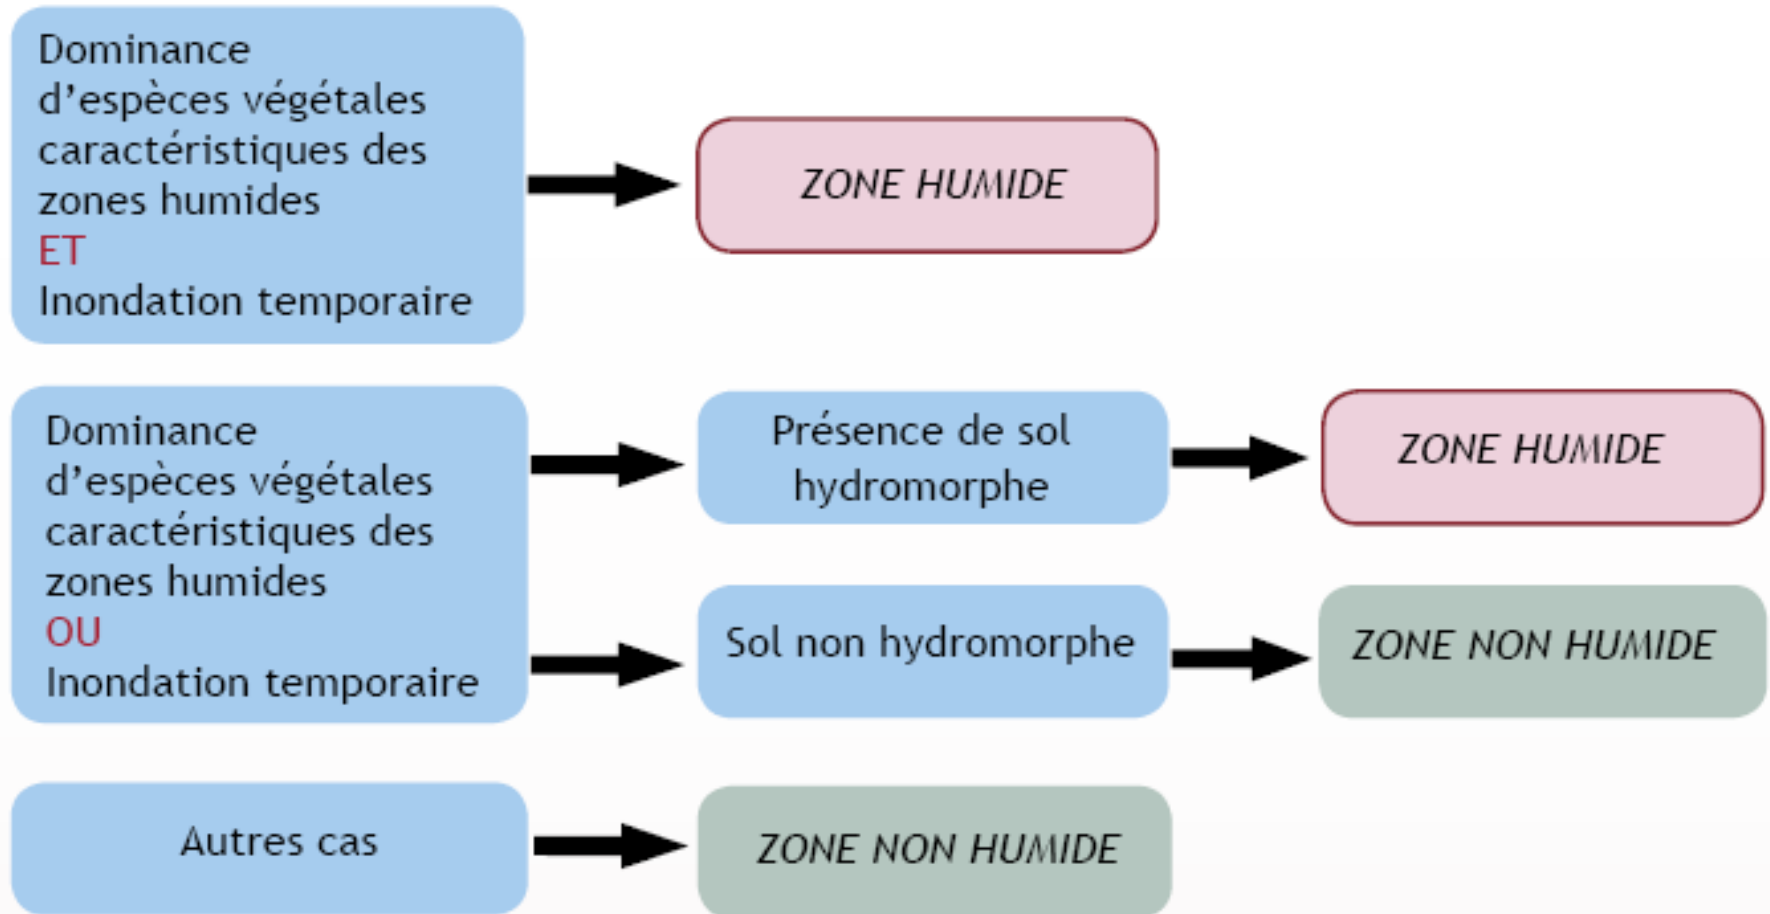 Dominance
d'espèces végétales
caractéristiques des
zones humides
ET
Inondation temporaire
ZONE HUMIDE
Dominance
d'espèces végétales
caractéristiques des
zones humides
OU
Inondation temporaire
Présence de sol
hydromorphe
ZONE HUMIDE
Sol non hydromorphe
ZONE NON HUMIDE
Autres cas
ZONE NON HUMIDE